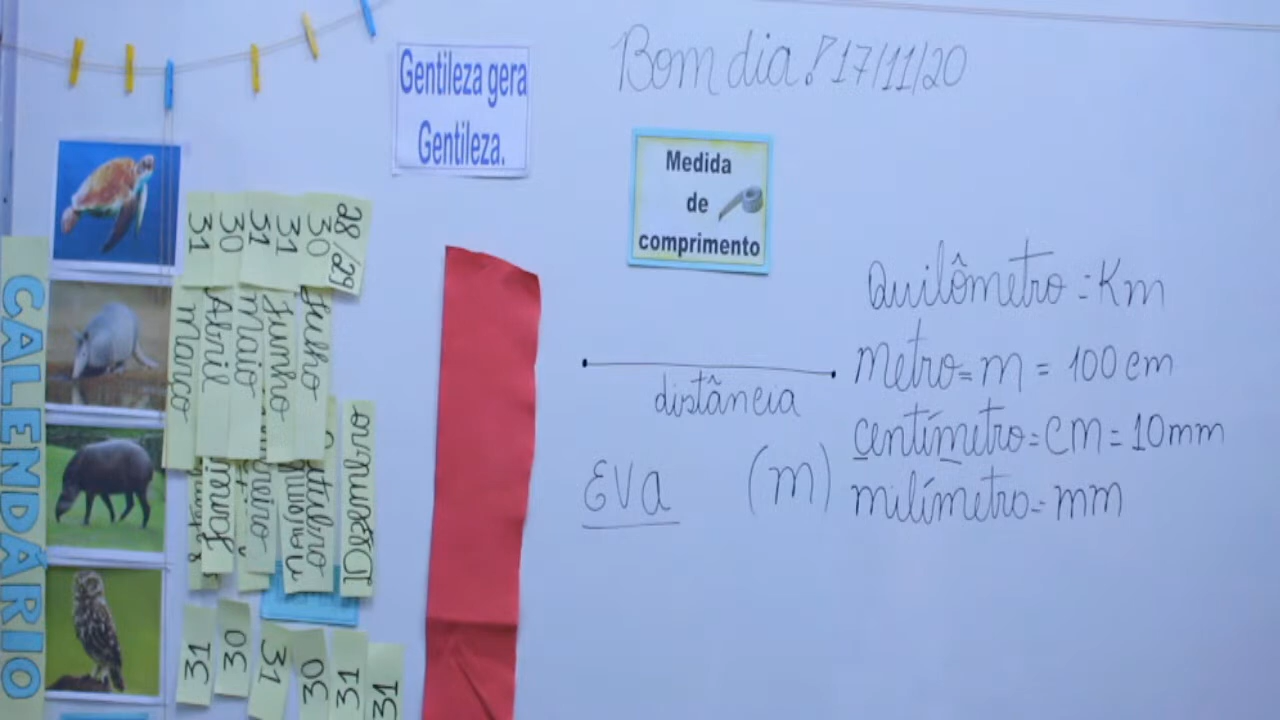 Bom dia! 17/11/20
Gentileza gera
Gentileza.
Medida
de
comprimento
Quilômetro = Km
metro = m = 100 cm
centímetro = cm = 10mm
milímetro = mm
distância
EVA (m)
CALENDÁRIO
31
30
31
31
30
28/29
Março
Abril
Maio
Junho
Julho
Dezembro
31
30
31
30
31
31